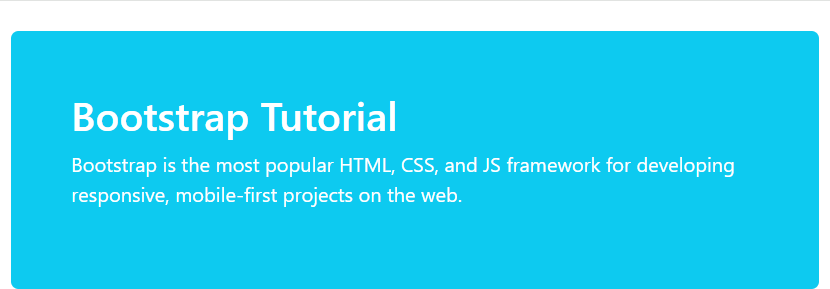 Bootstrap Tutorial
Bootstrap is the most popular HTML, CSS, and JS framework for developing
responsive, mobile-first projects on the web.